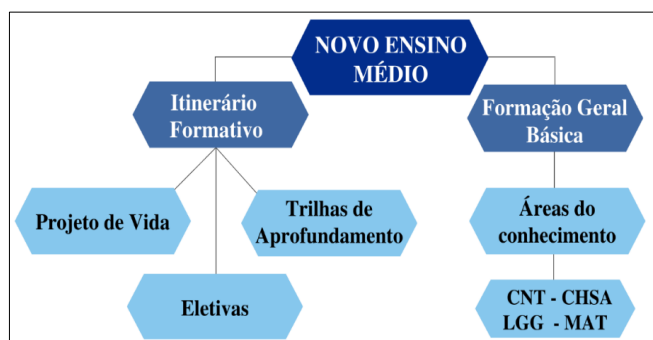 NOVO ENSINO
MÉDIO
Itinerário
Formativo
Formação Geral
Básica
Projeto de Vida
Trilhas de
Aprofundamento
Áreas do
conhecimento
Eletivas
CNT - CHSA
LGG - MAT